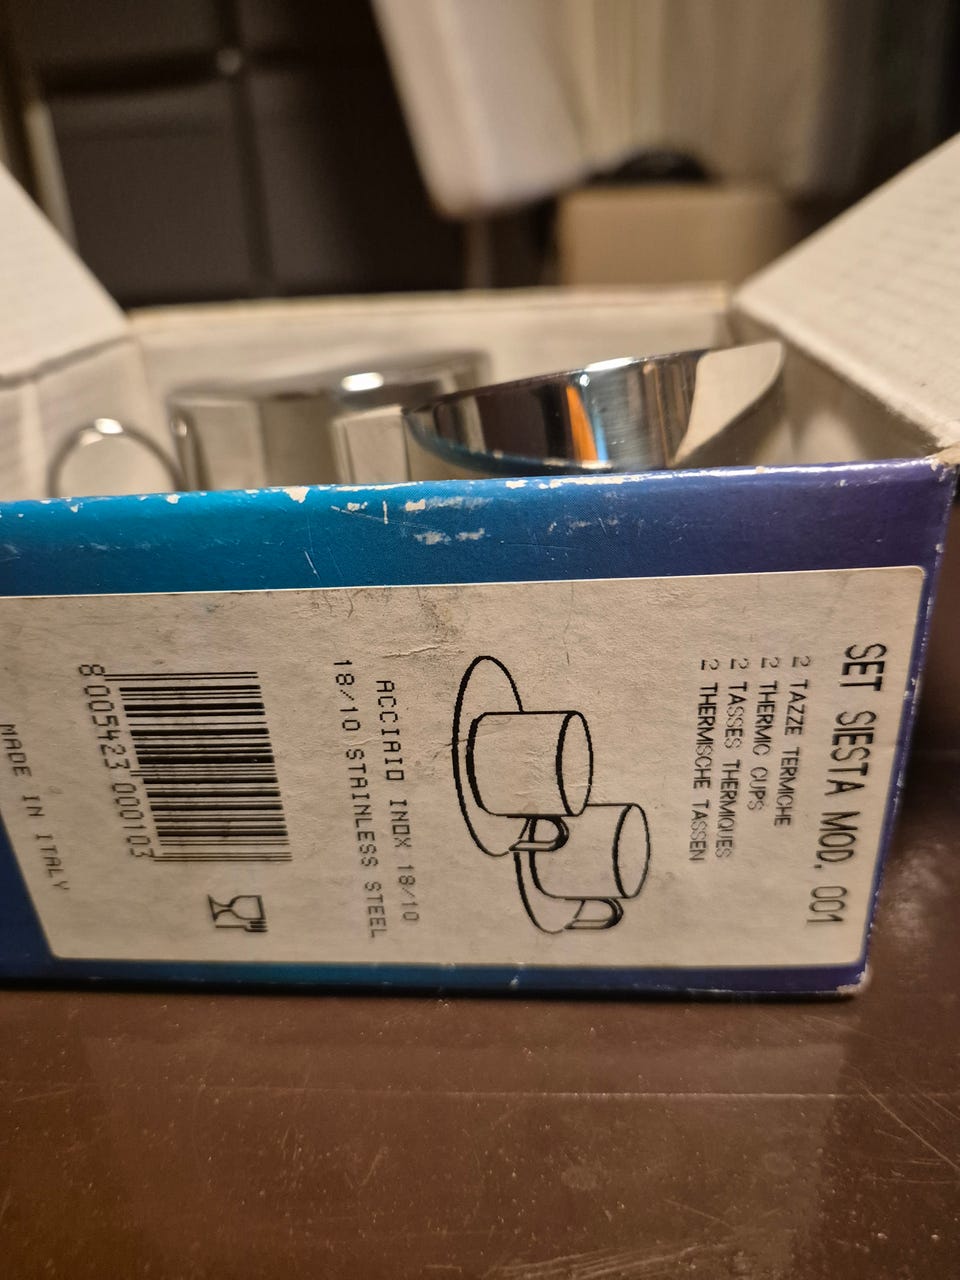 SET SIESTA MOD. 001
2 TAZZE TERMICHE
2 THERMIC CUPS
2 TASSES THERMIQUES
2 THERMISCHE TASSEN
ACCIAIO INOX 18/10
18/10 STAINLESS STEEL
8 005423 000103
MADE IN ITALY